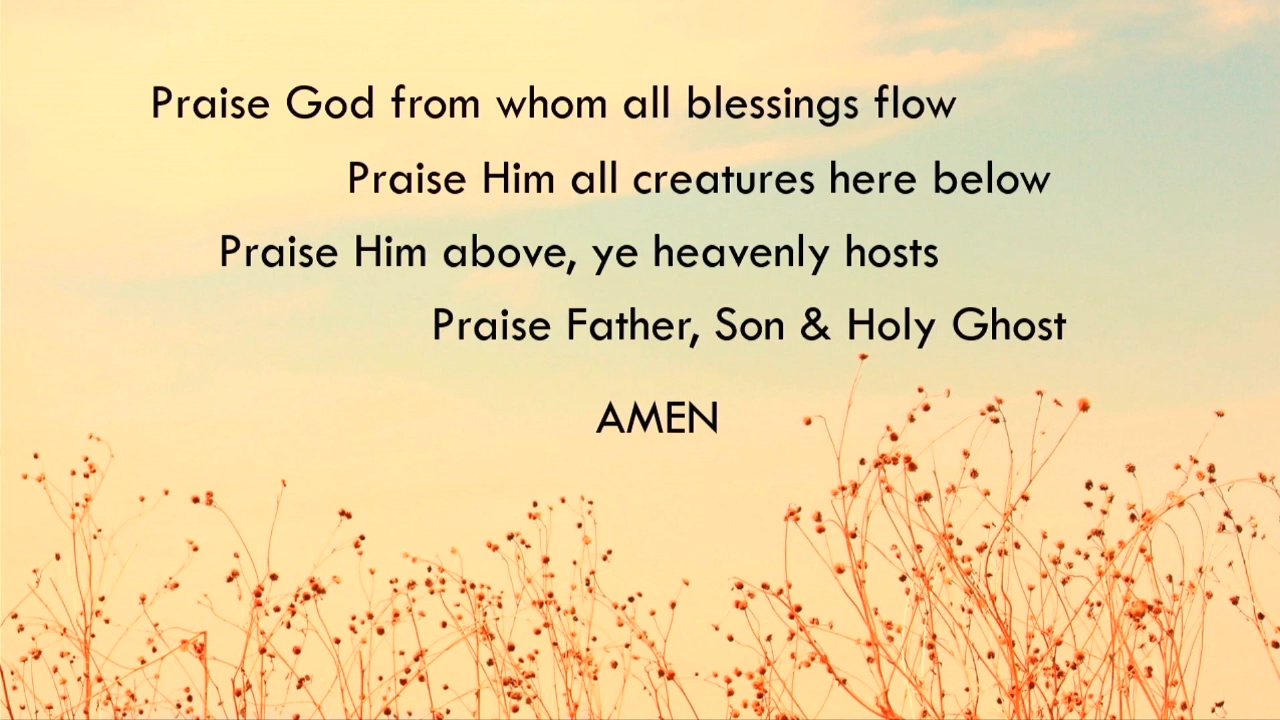 Praise God from whom all blessings flow
Praise Him all creatures here below
Praise Him above, ye heavenly hosts
Praise Father, Son & Holy Ghost
AMEN